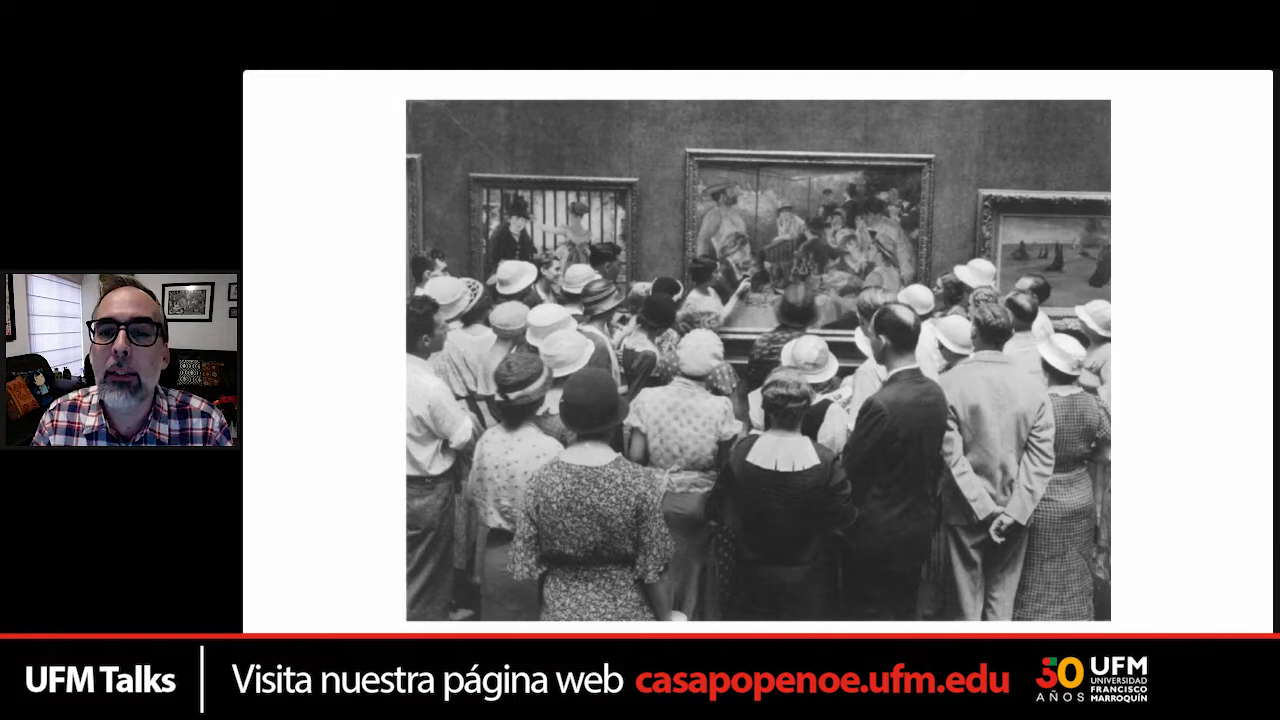 UFM Talks
Visita nuestra página web casapopenoe.ufm.edu
50
AÑOS
UFM
UNIVERSIDAD
FRANCISCO
MARROQUÍN